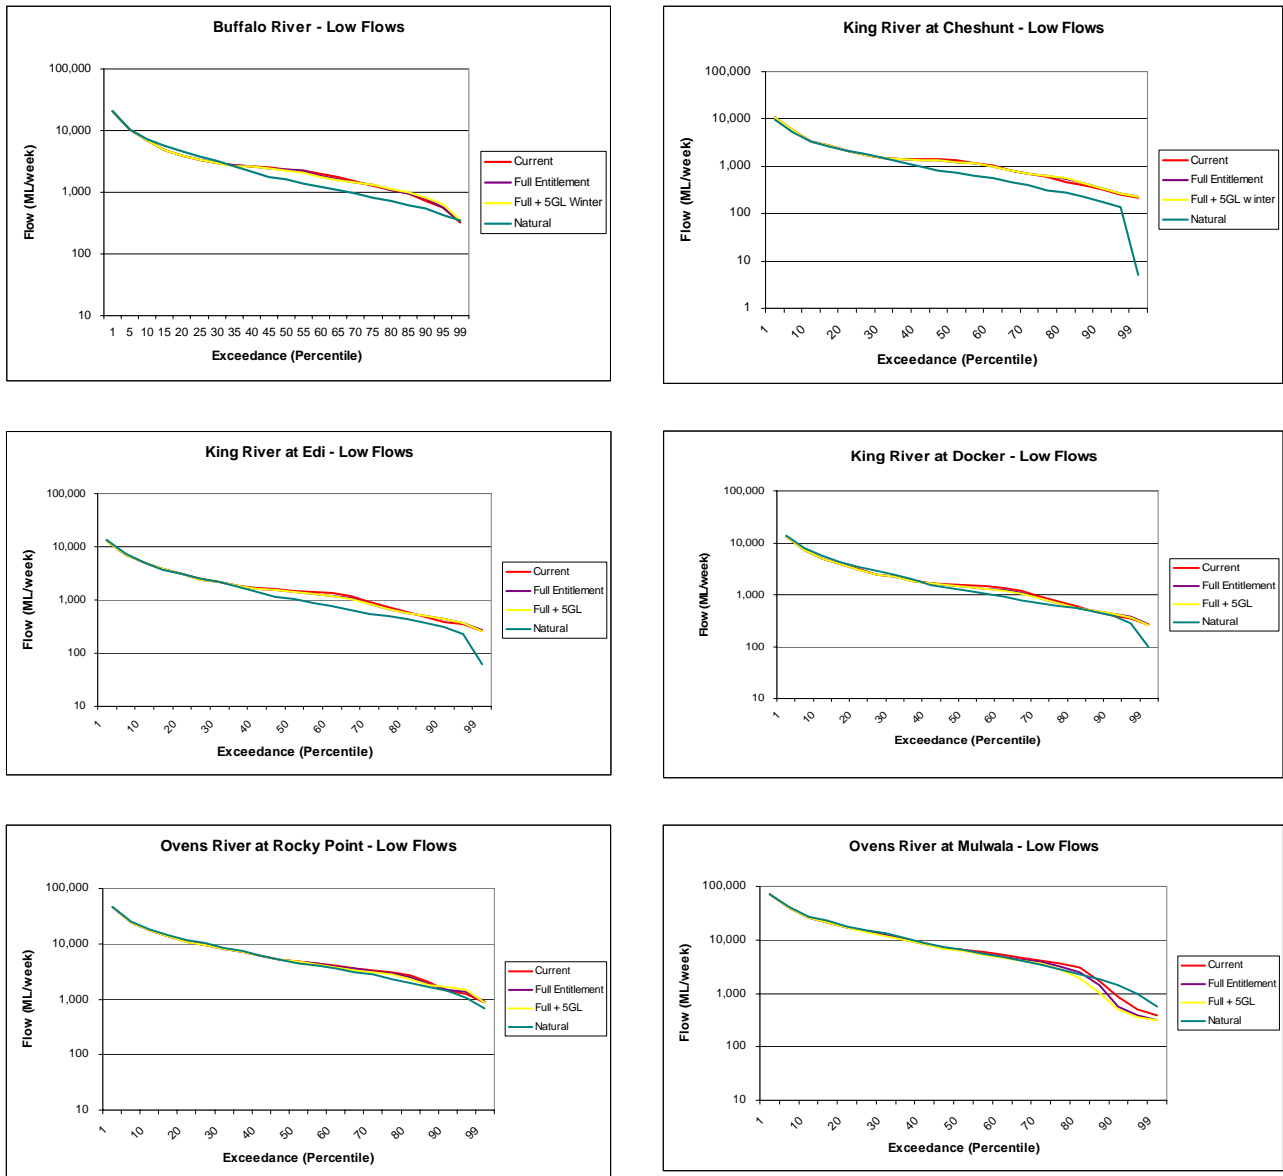 Buffalo River - Low Flows
100,000
10,000
1,000
100
10
Flow (ML/week)
1 5 10 15 20 25 30 35 40 45 50 55 60 65 70 75 80 85 90 95 99
Exceedance (Percentile)
Current
Full Entitlement
Full + 5GL Winter
Natural
King River at Cheshunt - Low Flows
100,000
10,000
1,000
100
10
1
Flow (ML/week)
1 10 20 30 40 50 60 70 80 90 99
Exceedance (Percentile)
Current
Full Entitlement
Full + 5GL winter
Natural
King River at Edi - Low Flows
100,000
10,000
1,000
100
10
Flow (ML/week)
1 10 20 30 40 50 60 70 80 90 99
Exceedance (Percentile)
Current
Full Entitlement
Full + 5GL
Natural
King River at Docker - Low Flows
100,000
10,000
1,000
100
10
Flow (ML/week)
1 10 20 30 40 50 60 70 80 90 99
Exceedance (Percentile)
Current
Full Entitlement
Full + 5GL
Natural
Ovens River at Rocky Point - Low Flows
100,000
10,000
1,000
100
10
Flow (ML/week)
1 10 20 30 40 50 60 70 80 90 99
Exceedance (Percentile)
Current
Full Entitlement
Full + 5GL
Natural
Ovens River at Mulwala - Low Flows
100,000
10,000
1,000
100
10
Flow (ML/week)
1 10 20 30 40 50 60 70 80 90 99
Exceedance (Percentile)
Current
Full Entitlement
Full + 5GL
Natural